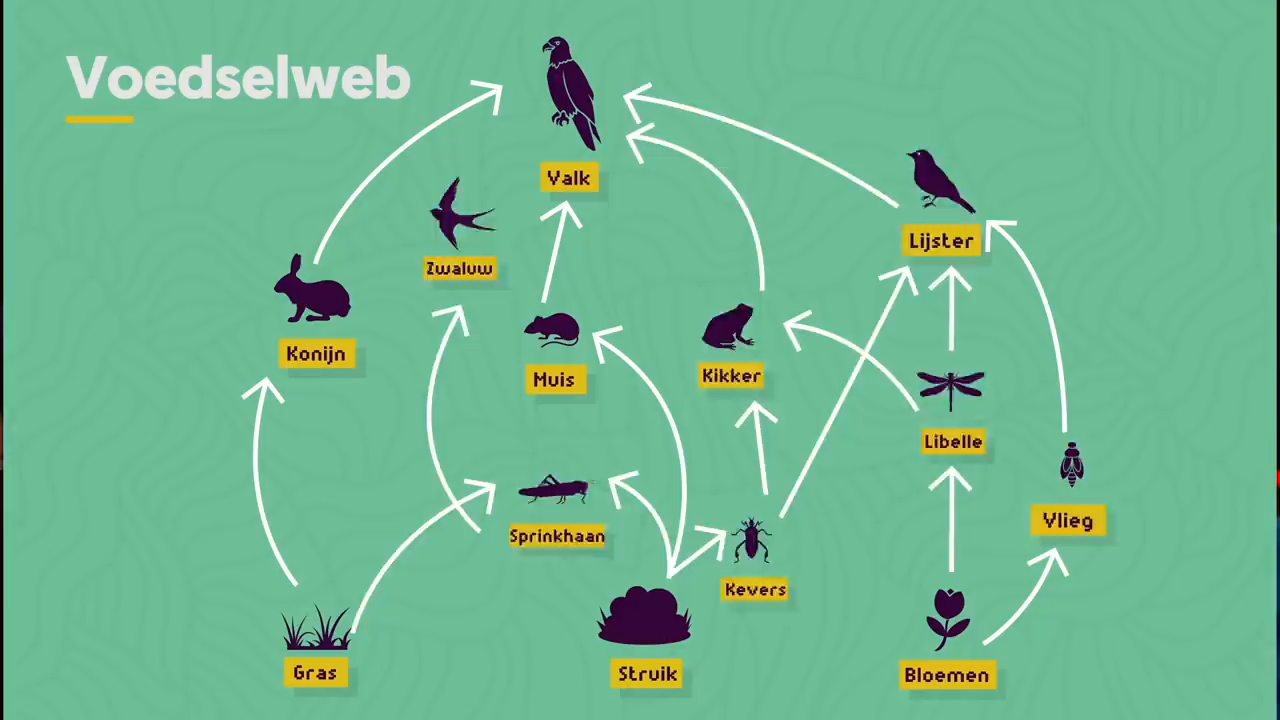 Voedselweb
Valk
Lijster
Zwaluw
Konijn
Muis
Kikker
Libelle
Vlieg
Sprinkhaan
Kevers
Gras
Struik
Bloemen